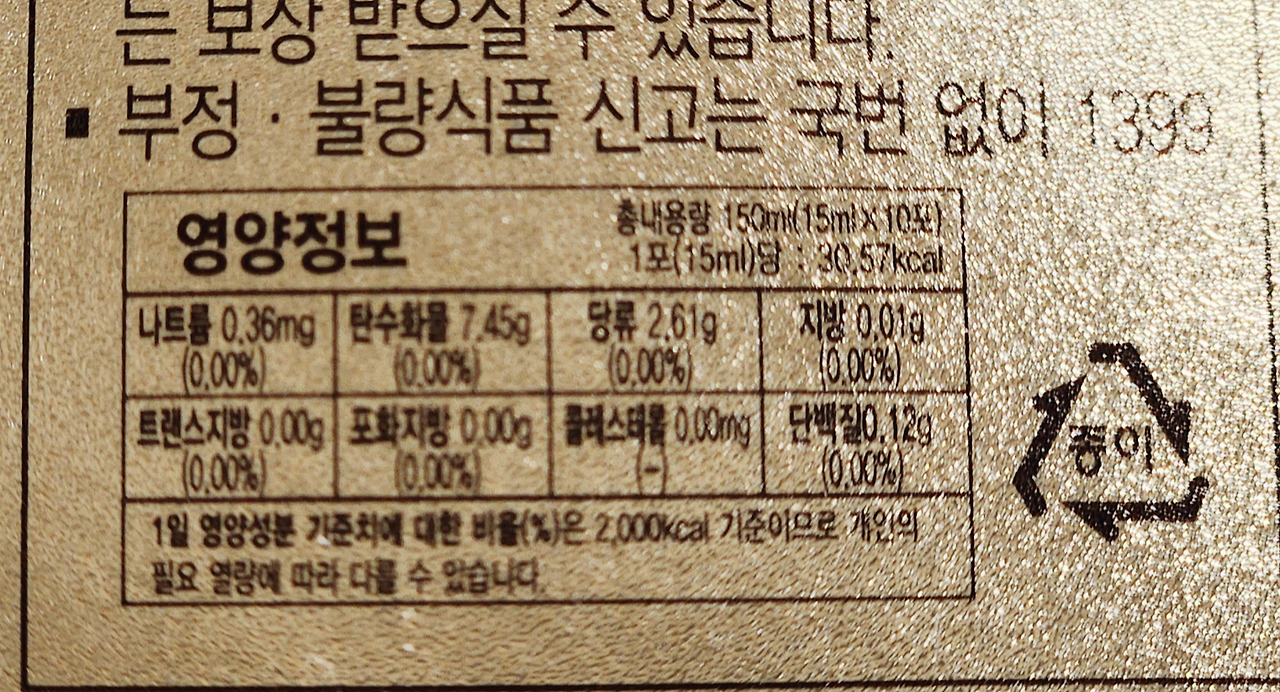 는 보상 받으실 수 있습니다.
▪ 부정 · 불량식품 신고는 국번 없이 1399
영양정보
총내용량 150ml(15ml x 10포)
1포(15ml)당 : 30.57kcal
나트륨 0.36mg (0.00%)
탄수화물 7.45g (0.00%)
당류 2.61g (0.00%)
지방 0.01g (0.00%)
트랜스지방 0.00g (0.00%)
포화지방 0.00g (0.00%)
콜레스테롤 0.00mg (-)
단백질0.12g (0.00%)
1일 영양성분 기준치에 대한 비율(%)은 2,000kcal 기준이므로 개인의
필요 열량에 따라 다를 수 있습니다
종이